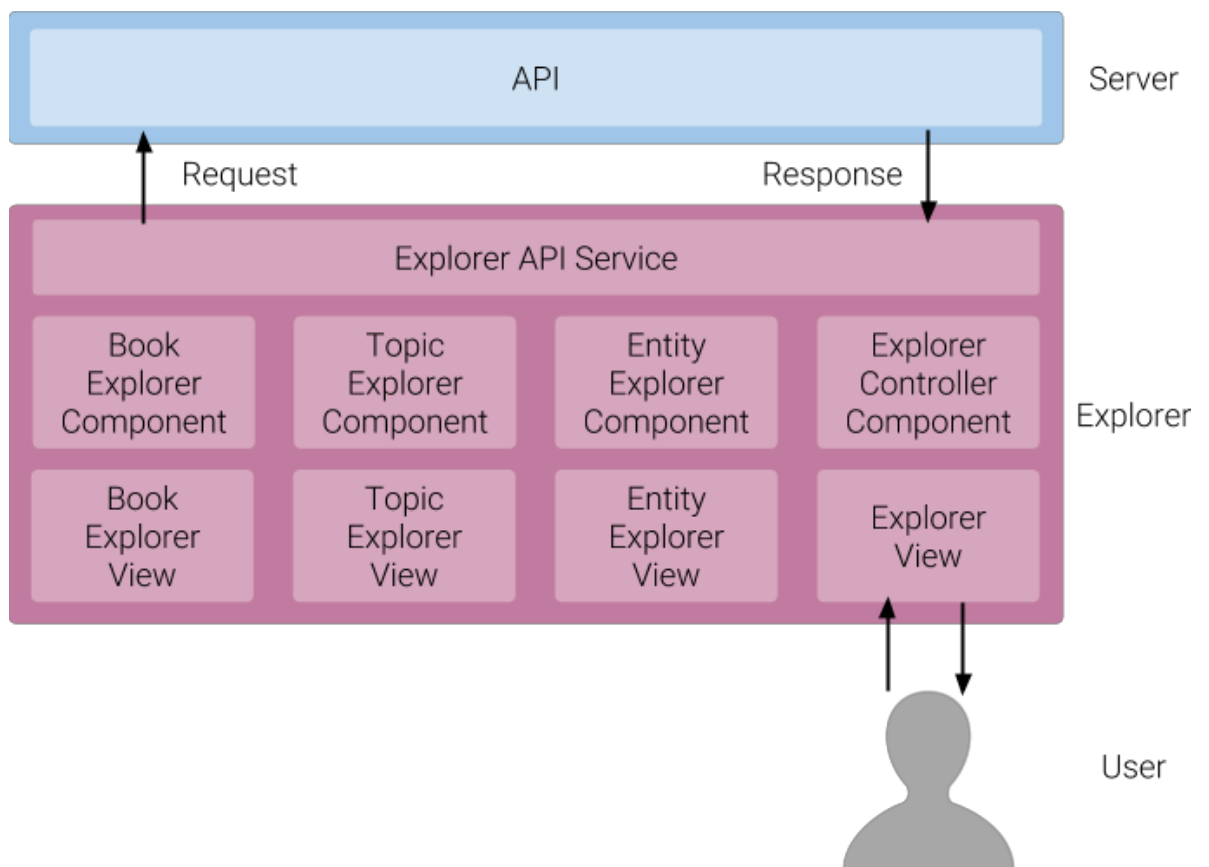 API
Server
Request
Response
Explorer API Service
Book
Explorer
Component
Topic
Explorer
Component
Entity
Explorer
Component
Explorer
Controller
Component
Explorer
Book
Explorer
View
Topic
Explorer
View
Entity
Explorer
View
Explorer
View
User